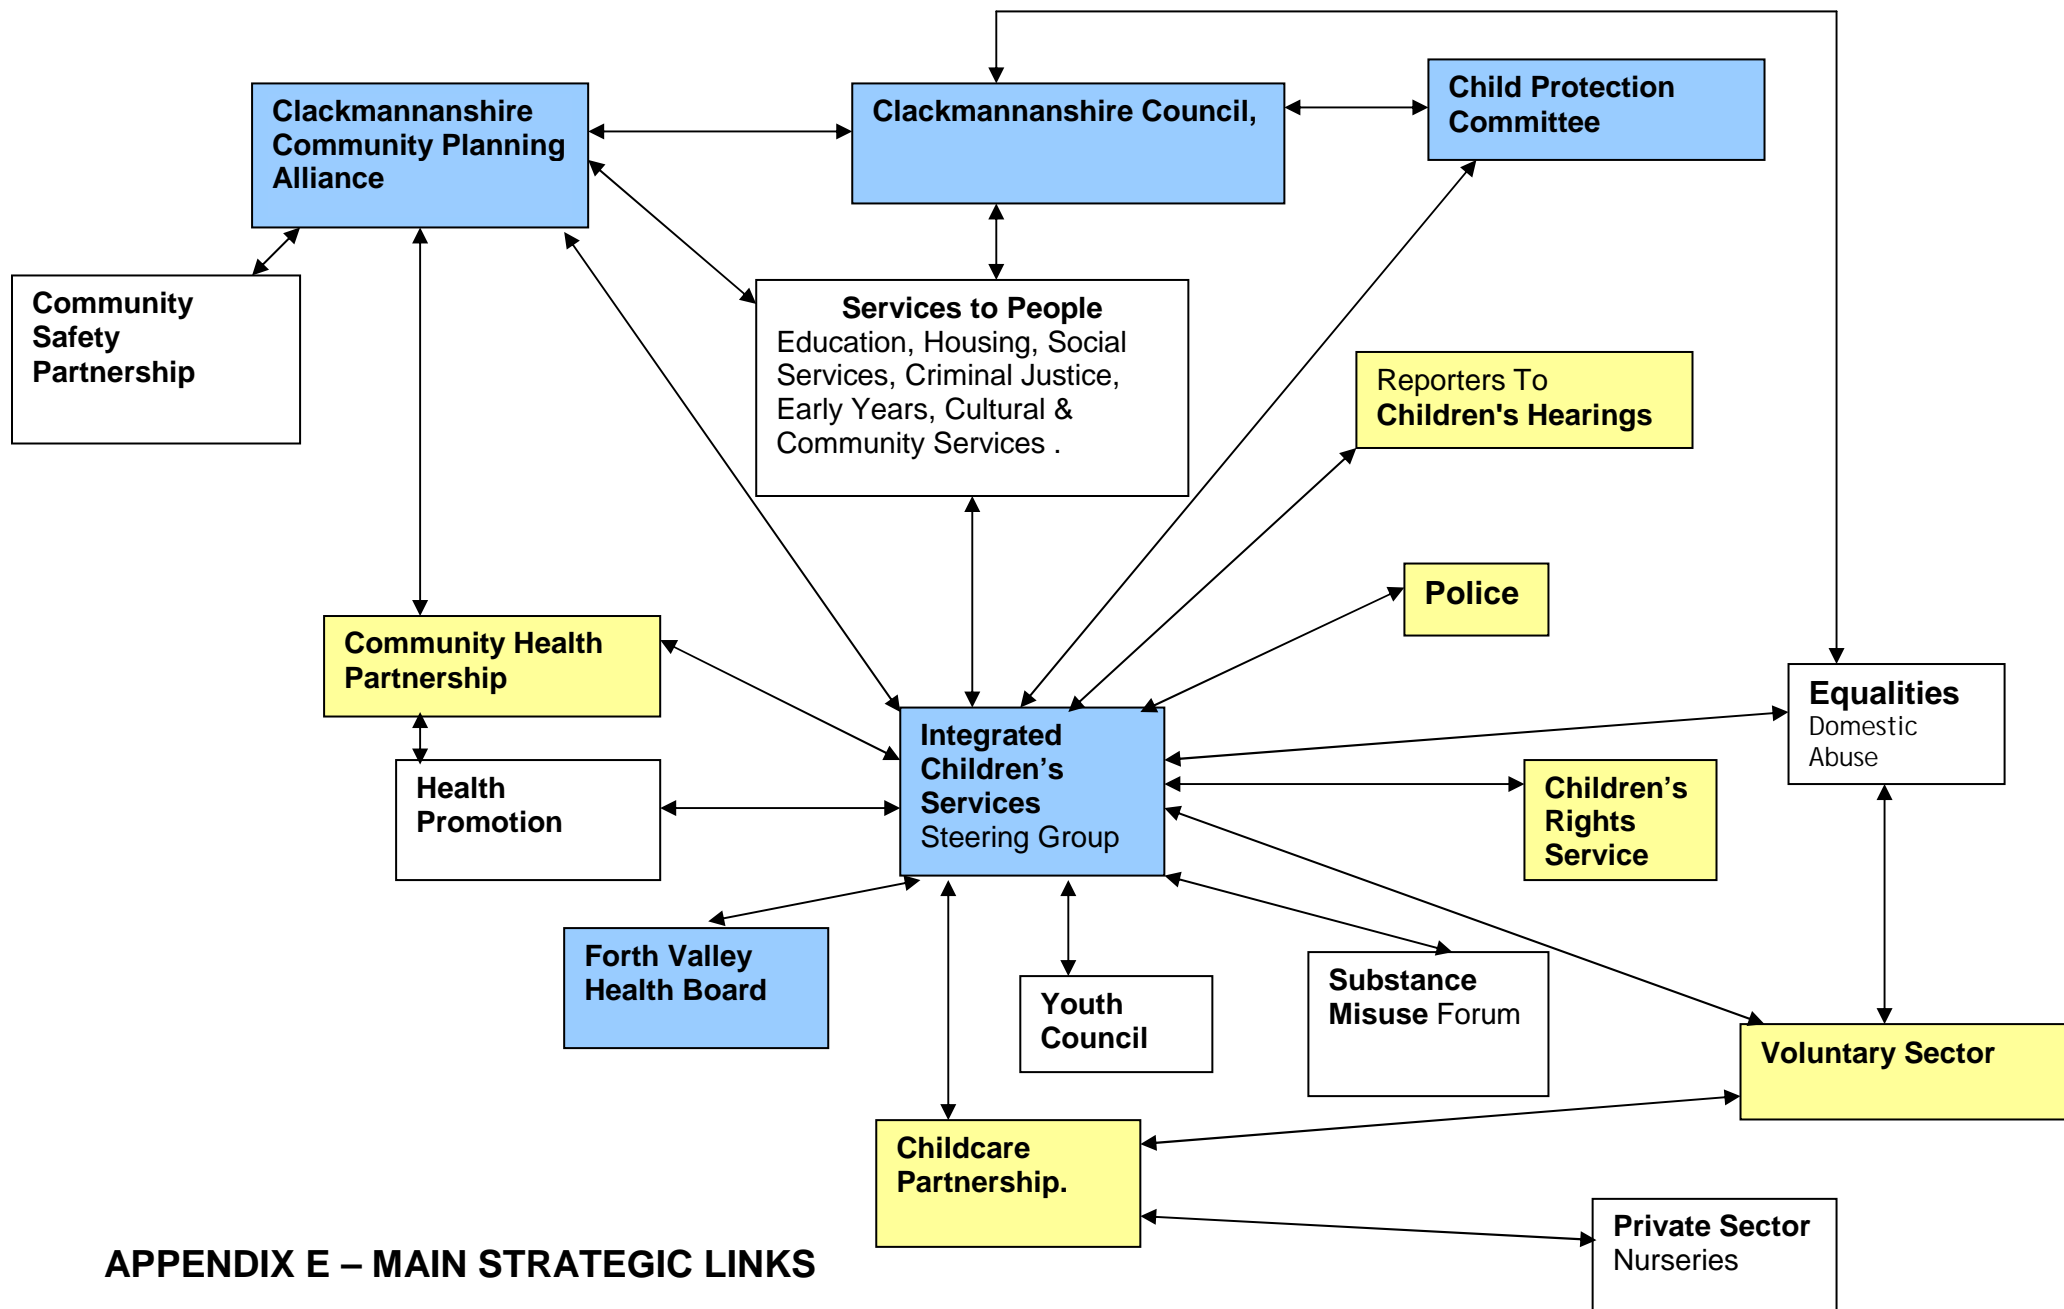 Clackmannanshire
Community Planning
Alliance
Clackmannanshire Council,
Child Protection
Committee
Community
Safety
Partnership
Services to People
Education, Housing, Social
Services, Criminal Justice,
Early Years, Cultural &
Community Services .
Reporters To
Children's Hearings
Police
Community Health
Partnership
Equalities
Domestic
Abuse
Integrated
Children’s
Services
Steering Group
Health
Promotion
Children’s
Rights
Service
Forth Valley
Health Board
Youth
Council
Substance
Misuse Forum
Voluntary Sector
Childcare
Partnership.
Private Sector
Nurseries
APPENDIX E – MAIN STRATEGIC LINKS